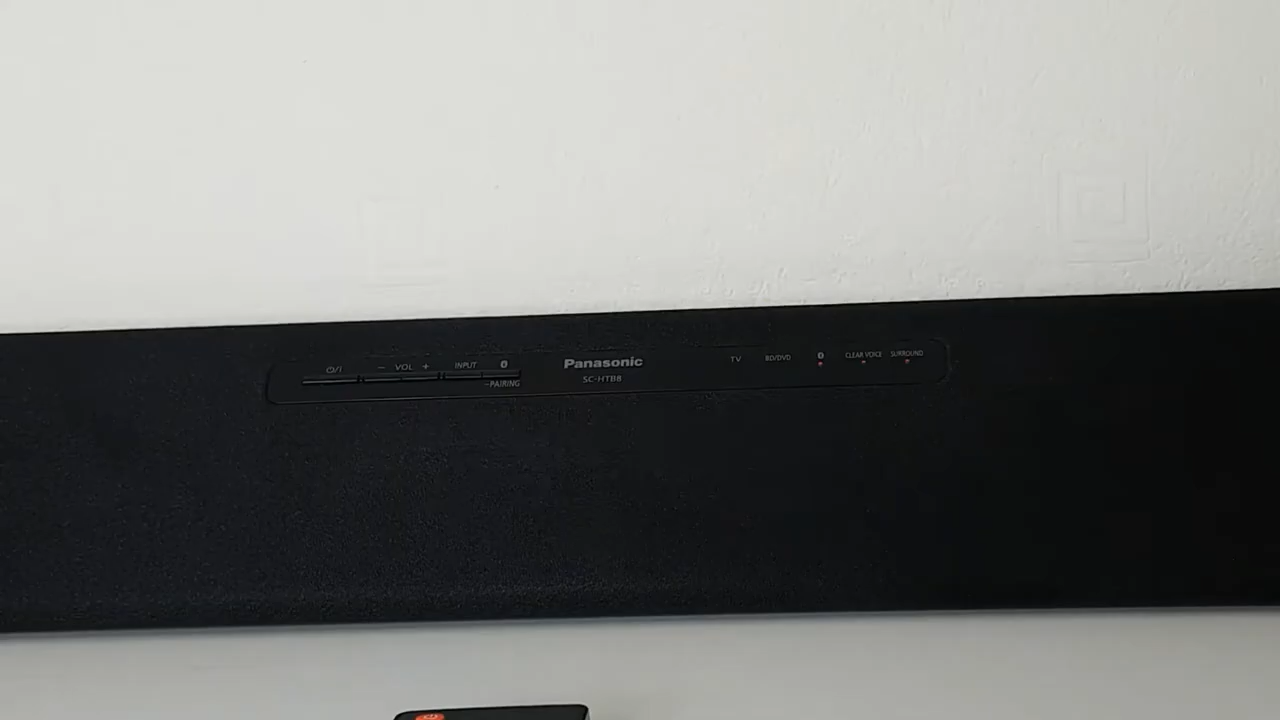 ⏻/I − VOL + INPUT
−PAIRING
Panasonic
SC-HTB8
TV BD/DVD CLEAR VOICE SURROUND